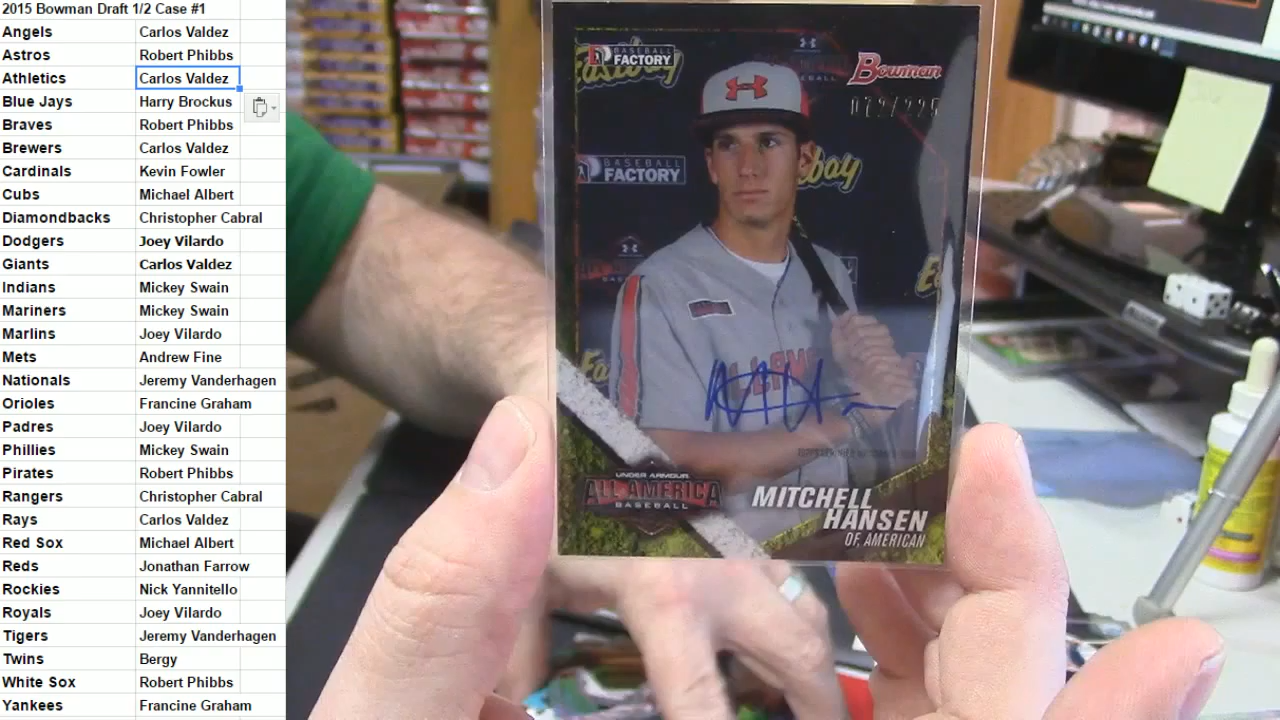 2015 Bowman Draft 1/2 Case #1
Angels Carlos Valdez
Astros Robert Phibbs
Athletics Carlos Valdez
Blue Jays Harry Brockus
Braves Robert Phibbs
Brewers Carlos Valdez
Cardinals Kevin Fowler
Cubs Michael Albert
Diamondbacks Christopher Cabral
Dodgers Joey Vilardo
Giants Carlos Valdez
Indians Mickey Swain
Mariners Mickey Swain
Marlins Joey Vilardo
Mets Andrew Fine
Nationals Jeremy Vanderhagen
Orioles Francine Graham
Padres Joey Vilardo
Phillies Mickey Swain
Pirates Robert Phibbs
Rangers Christopher Cabral
Rays Carlos Valdez
Red Sox Michael Albert
Reds Jonathan Farrow
Rockies Nick Yannitello
Royals Joey Vilardo
Tigers Jeremy Vanderhagen
Twins Bergy
White Sox Robert Phibbs
Yankees Francine Graham
BASEBALL
FACTORY
Eastbay
Bowman
072/225
BASEBALL
FACTORY
UNDER ARMOUR
ALL AMERICA
BASEBALL
MITCHELL
HANSEN
OF, AMERICAN